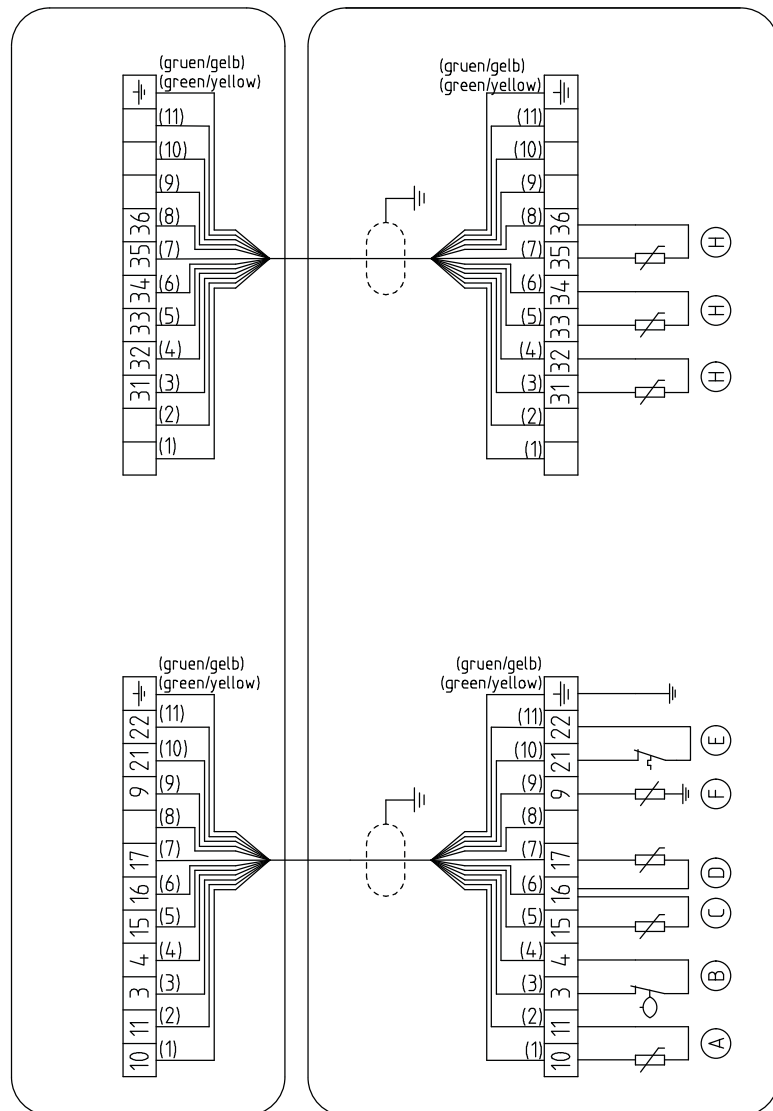 (gruen/gelb)
(green/yellow)
(11)
(10)
(9)
36 (8)
35 (7)
34 (6)
33 (5)
32 (4)
31 (3)
(2)
(1)
(gruen/gelb)
(green/yellow)
(11)
(10)
(9)
(8) 36
(7) 35 H
(6) 34
(5) 33 H
(4) 32
(3) 31 H
(2)
(1)
(gruen/gelb)
(green/yellow)
22 (11)
21 (10)
9 (9)
(8)
17 (7)
16 (6)
15 (5)
4 (4)
3 (3)
11 (2)
10 (1)
(gruen/gelb)
(green/yellow)
(11) 22
(10) 21 E
(9) 9 F
(8)
(7) 17
(6) 16 D
(5) 15 C
(4) 4
(3) 3 B
(2) 11
(1) 10 A